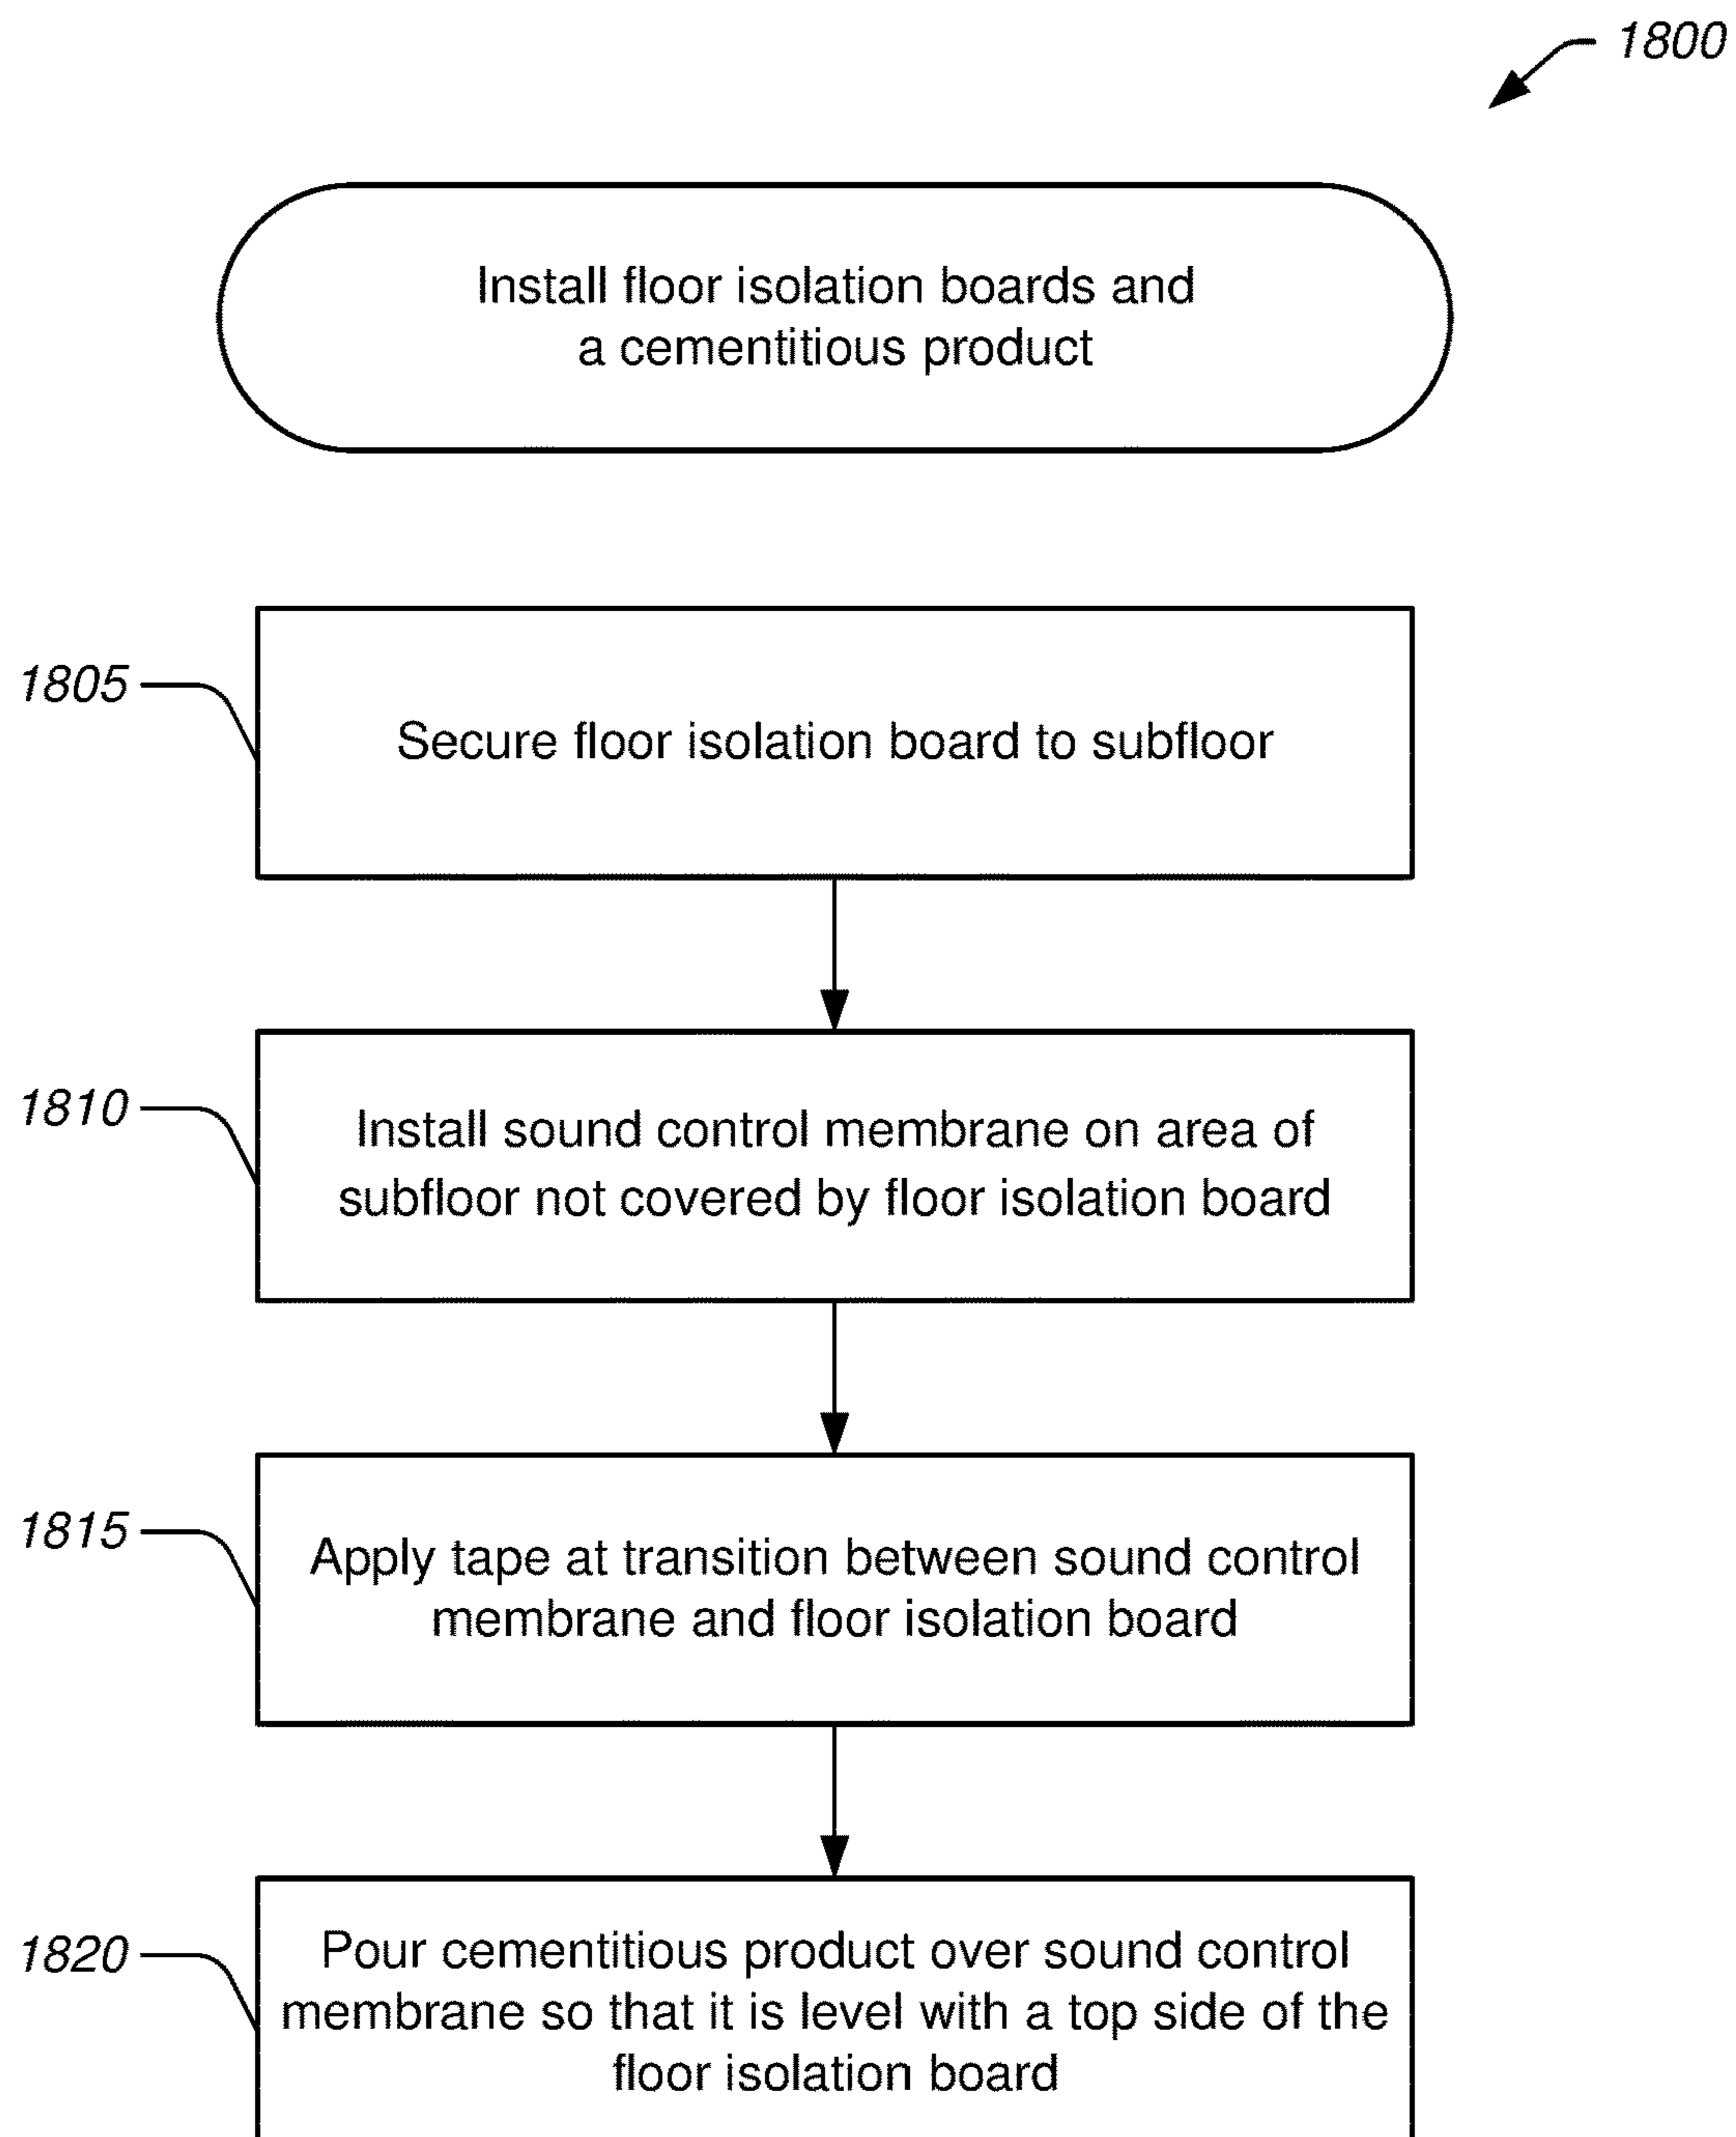 1800
Install floor isolation boards and
a cementitious product
1805
Secure floor isolation board to subfloor
1810
Install sound control membrane on area of
subfloor not covered by floor isolation board
1815
Apply tape at transition between sound control
membrane and floor isolation board
1820
Pour cementitious product over sound control
membrane so that it is level with a top side of the
floor isolation board